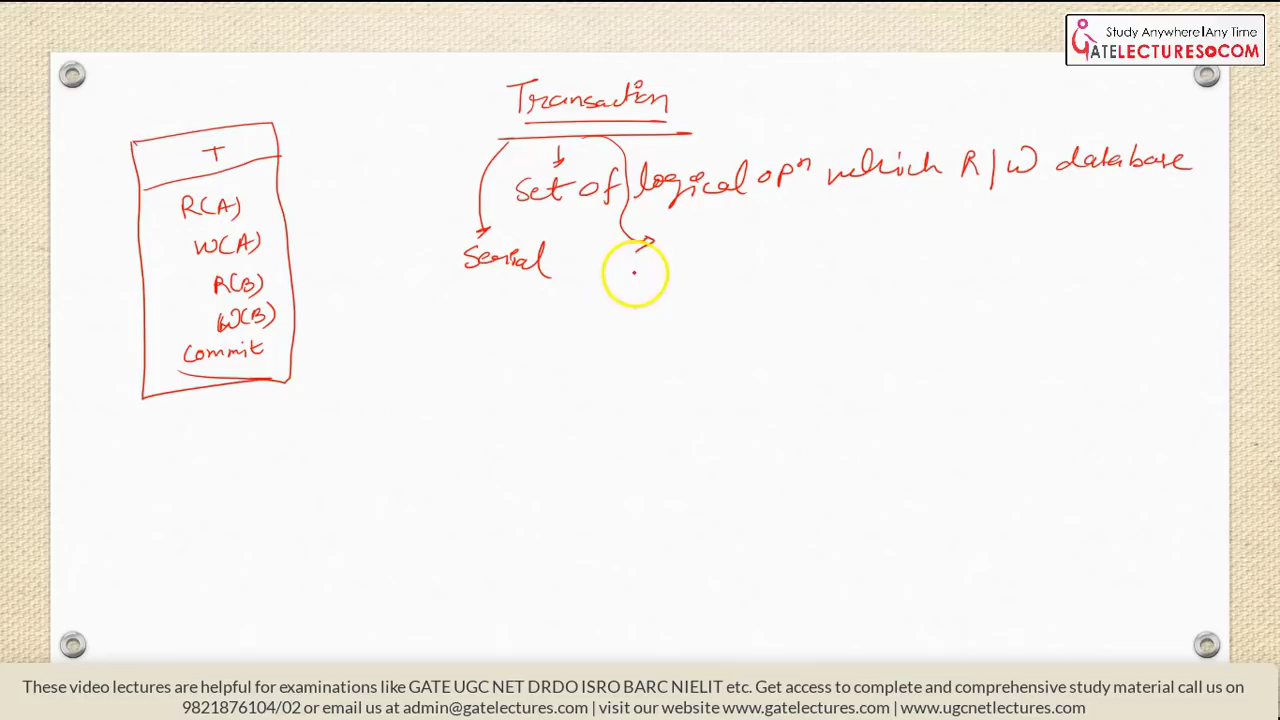 Study Anywhere|Any Time
GATELECTURES.COM
Transaction
set of logical opn which R/W database
Serial
T
R(A)
W(A)
R(B)
W(B)
Commit
These video lectures are helpful for examinations like GATE UGC NET DRDO ISRO BARC NIELIT etc. Get access to complete and comprehensive study material call us on
9821876104/02 or email us at admin@gatelectures.com | visit our website www.gatelectures.com | www.ugcnetlectures.com